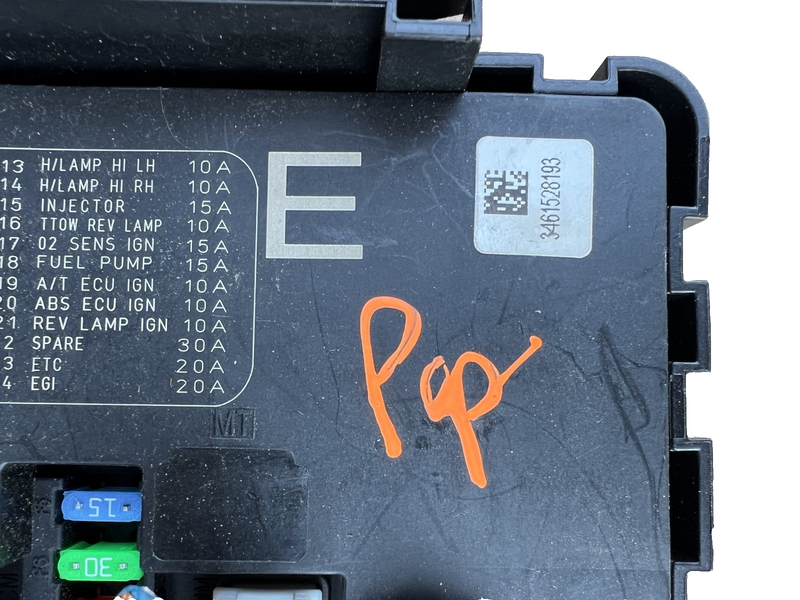 13 H/LAMP HI LH 10A
14 H/LAMP HI RH 10A
15 INJECTOR 15A
16 TTOW REV LAMP 10A
17 O2 SENS IGN 15A
18 FUEL PUMP 15A
19 A/T ECU IGN 10A
20 ABS ECU IGN 10A
21 REV LAMP IGN 10A
2 SPARE 30A
3 ETC 20A
4 EGI 20A
E
3461528193
MT
15
30